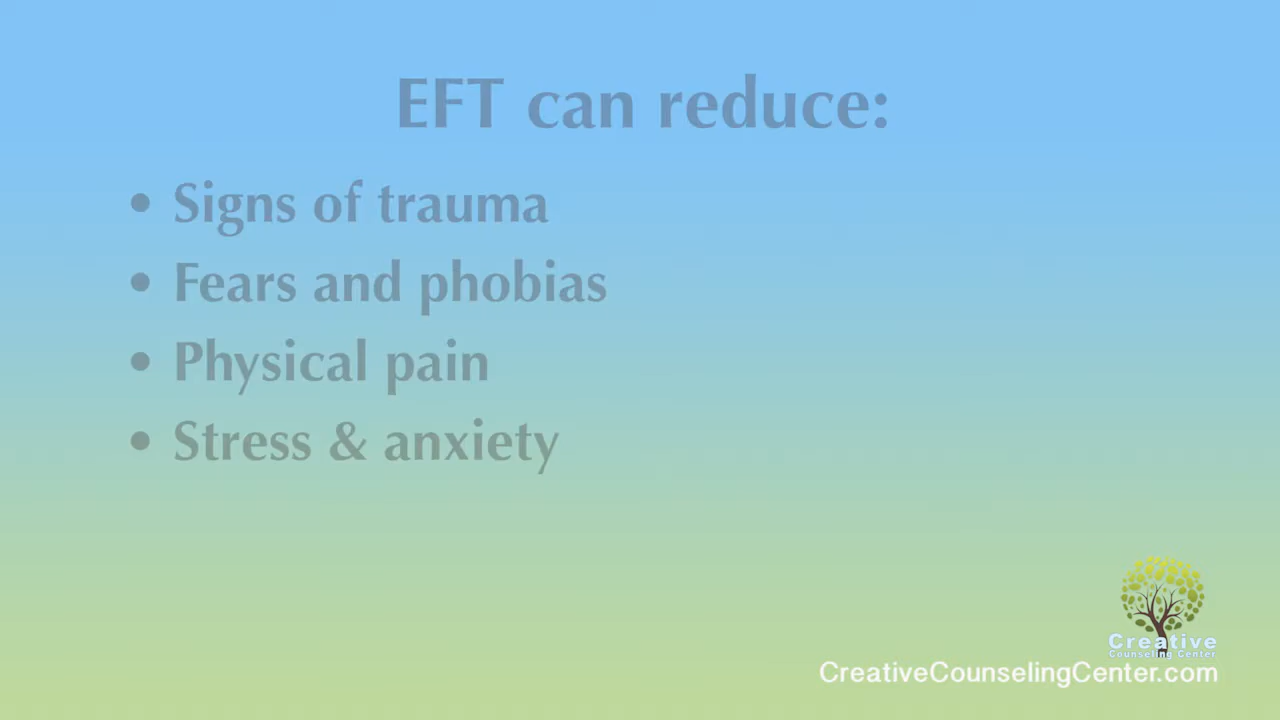 EFT can reduce:
• Signs of trauma
• Fears and phobias
• Physical pain
• Stress & anxiety
Creative
Counseling Center
CreativeCounselingCenter.com